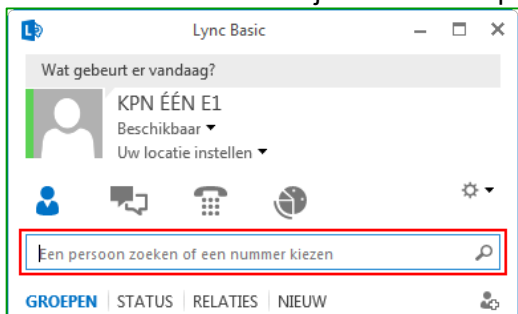 Lync Basic
Wat gebeurt er vandaag?
KPN ÉÉN E1
Beschikbaar
Uw locatie instellen
Een persoon zoeken of een nummer kiezen
GROEPEN STATUS RELATIES NIEUW